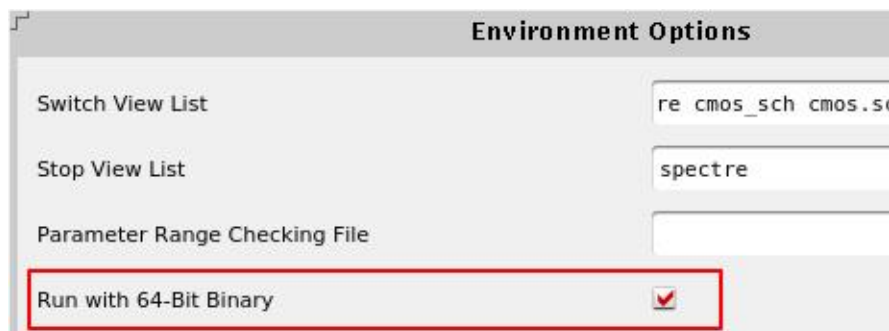 Environment Options
Switch View List re cmos_sch cmos.sc
Stop View List spectre
Parameter Range Checking File
Run with 64-Bit Binary